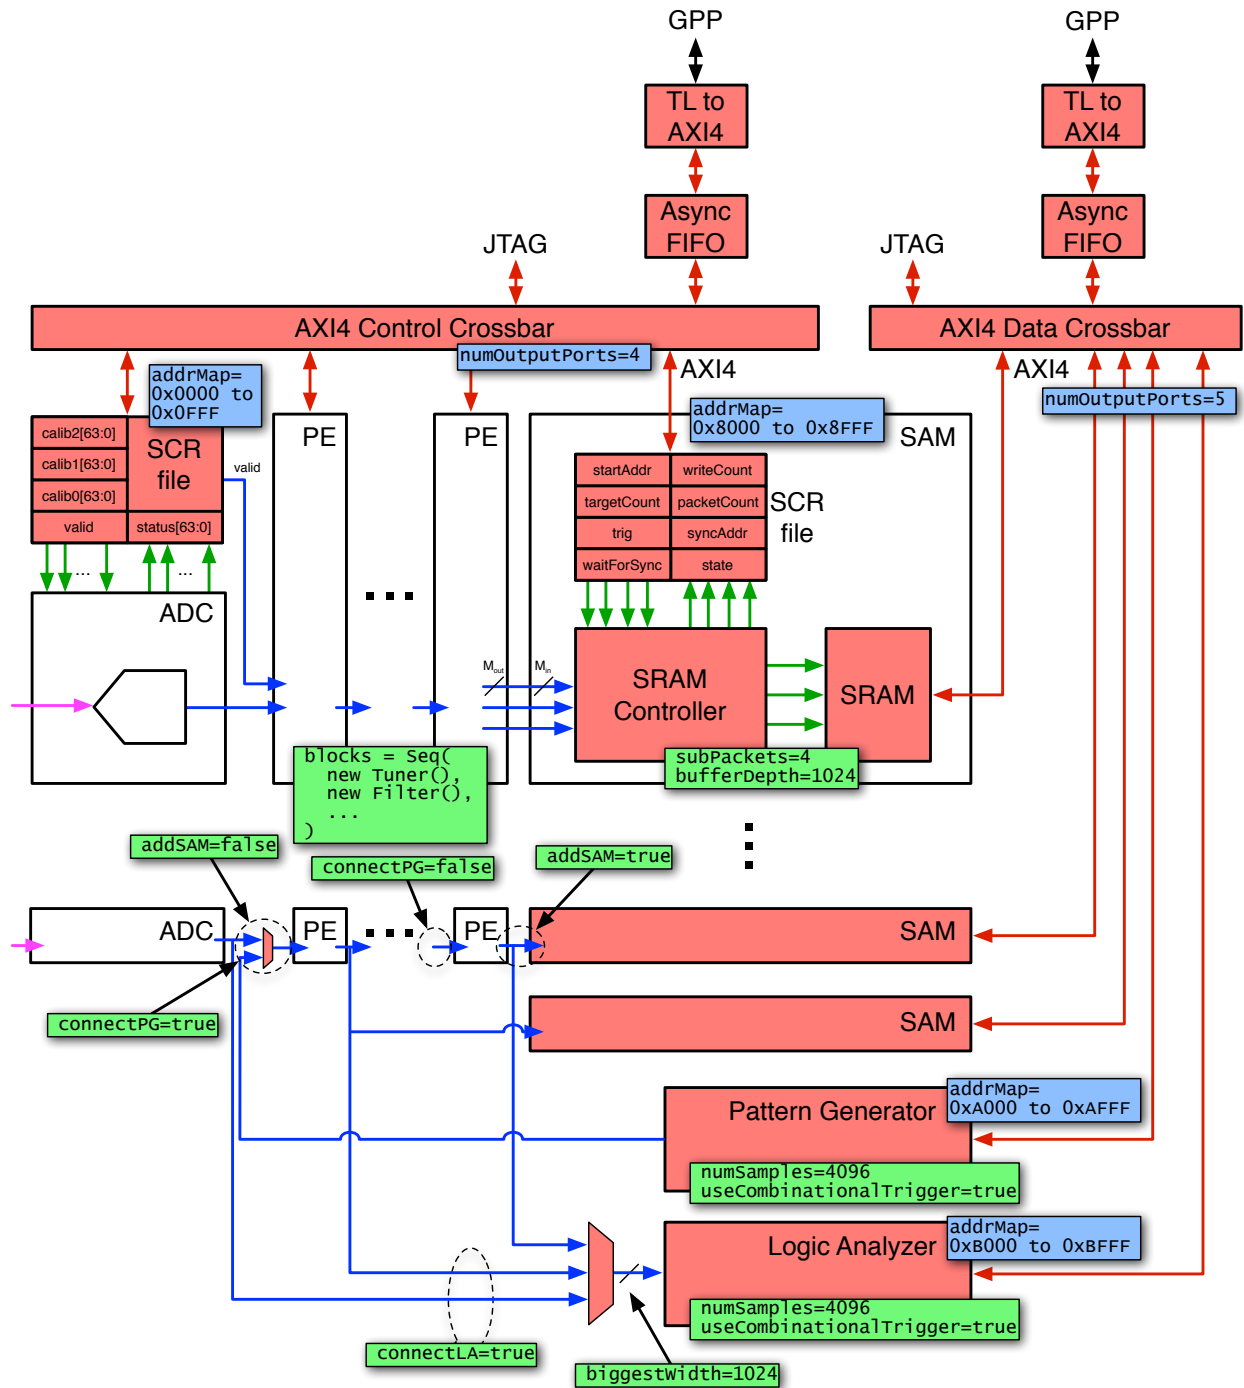 GPP
GPP
TL to
AXI4
TL to
AXI4
Async
FIFO
Async
FIFO
JTAG
JTAG
AXI4 Control Crossbar
AXI4 Data Crossbar
numOutputPorts=4
AXI4
AXI4
numOutputPorts=5
addrMap=
0x0000 to
0x0FFF
calib2[63:0]
calib1[63:0]
calib0[63:0]
SCR
file
valid
status[63:0]
valid
...
...
PE
PE
addrMap=
0x8000 to 0x8FFF
SAM
startAddr
writeCount
targetCount
packetCount
trig
syncAddr
waitForSync
state
SCR
file
ADC
Mout
Min
SRAM
Controller
SRAM
subPackets=4
bufferDepth=1024
blocks = Seq(
new Tuner(),
new Filter(),
...
)
addSAM=false
connectPG=false
addSAM=true
ADC
PE
PE
SAM
connectPG=true
SAM
Pattern Generator
addrMap=
0xA000 to 0xAFFF
numSamples=4096
useCombinationalTrigger=true
Logic Analyzer
addrMap=
0xB000 to 0xBFFF
numSamples=4096
useCombinationalTrigger=true
connectLA=true
biggestWidth=1024